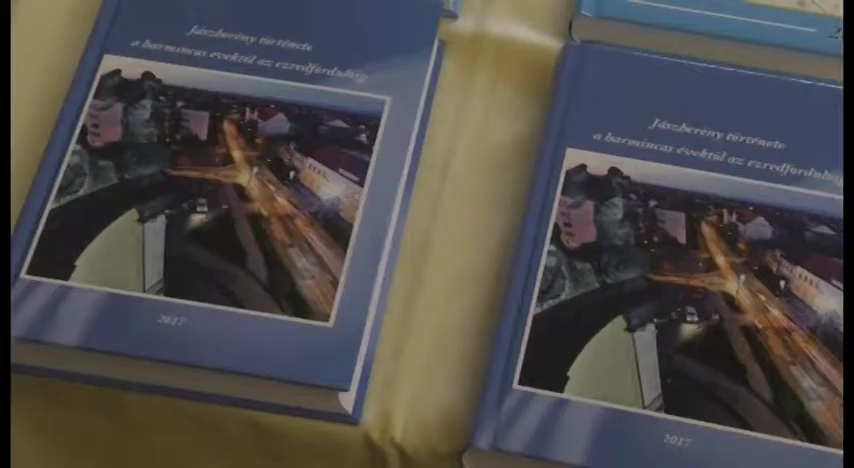 Jászberény története
a harmincas évektől az ezredfordulóig
2017
Jászberény története
a harmincas évektől az ezredfordulóig
2017